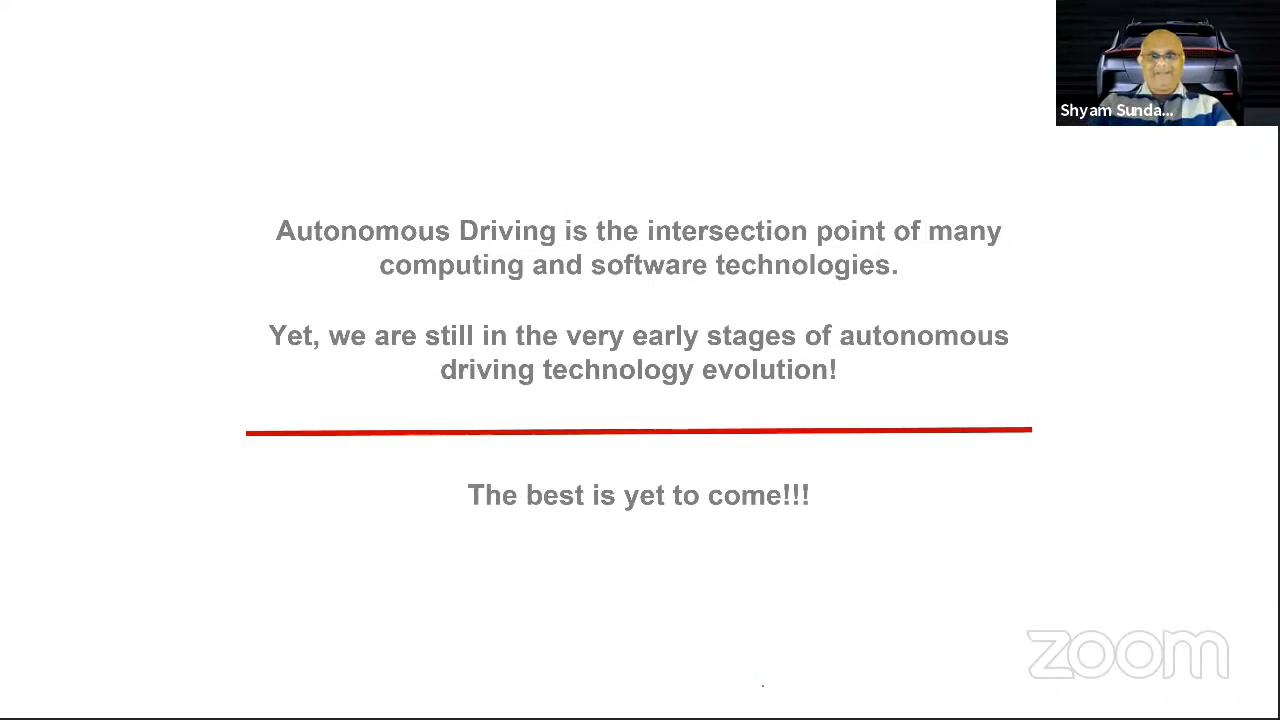 Shyam Sunda...
Autonomous Driving is the intersection point of many
computing and software technologies.
Yet, we are still in the very early stages of autonomous
driving technology evolution!
The best is yet to come!!!
zoom